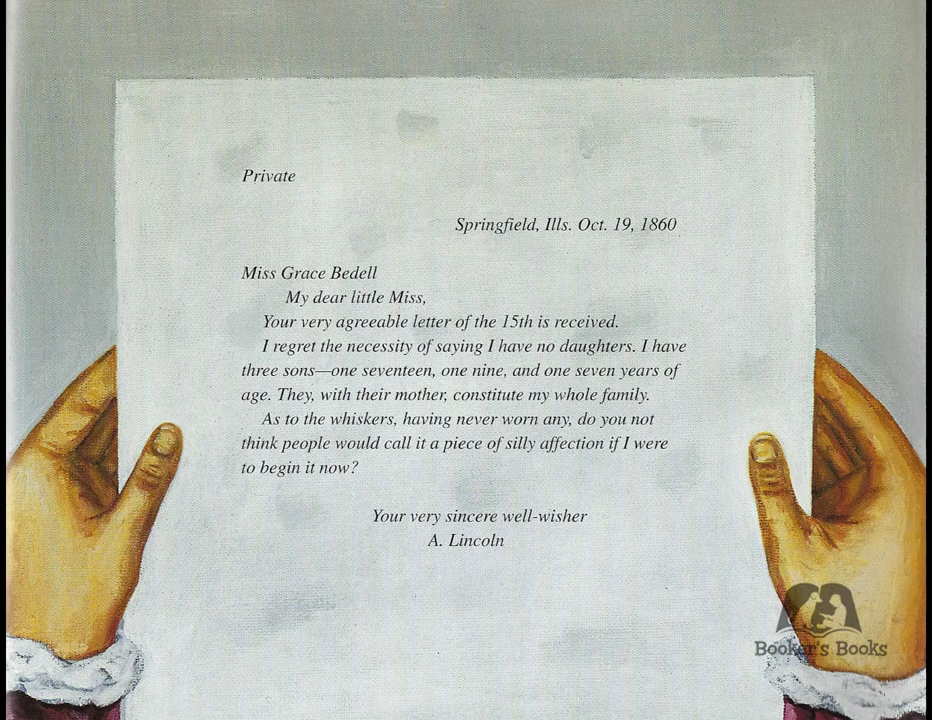 Private
Springfield, Ills. Oct. 19, 1860
Miss Grace Bedell
My dear little Miss,
Your very agreeable letter of the 15th is received.
I regret the necessity of saying I have no daughters. I have
three sons—one seventeen, one nine, and one seven years of
age. They, with their mother, constitute my whole family.
As to the whiskers, having never worn any, do you not
think people would call it a piece of silly affection if I were
to begin it now?
Your very sincere well-wisher
A. Lincoln
Booker's Books